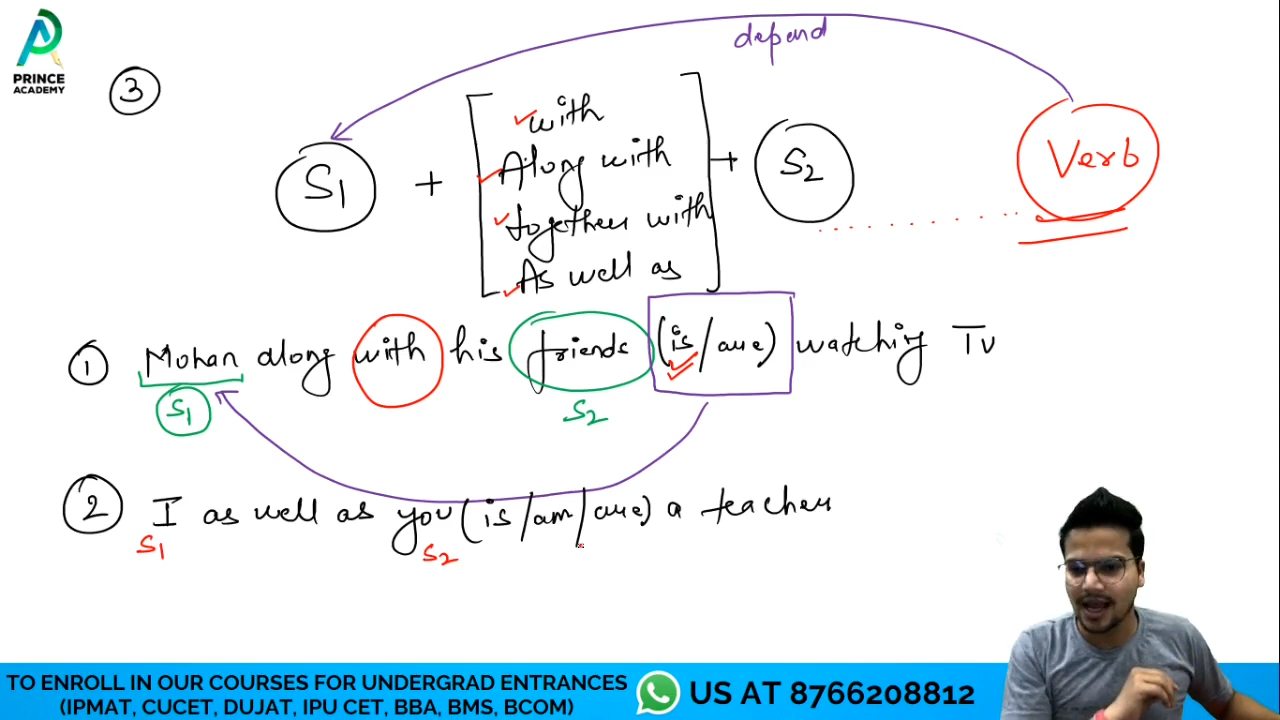 PRINCE
ACADEMY
3
depend
S1 + [ with
Along with
together with
As well as ] + S2 ........ Verb
1 Mohan along with his friends (is/are) watching TV
S1 S2
2 I as well as you (is/am/are) a teacher
S1 S2
TO ENROLL IN OUR COURSES FOR UNDERGRAD ENTRANCES
(IPMAT, CUCET, DUJAT, IPU CET, BBA, BMS, BCOM)
US AT 8766208812